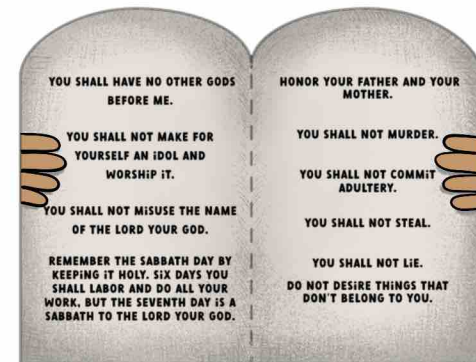 YOU SHALL HAVE NO OTHER GODS
BEFORE ME.
YOU SHALL NOT MAKE FOR
YOURSELF AN iDOL AND
WORSHiP iT.
YOU SHALL NOT MiSUSE THE NAME
OF THE LORD YOUR GOD.
REMEMBER THE SABBATH DAY BY
KEEPiNG iT HOLY. SiX DAYS YOU
SHALL LABOR AND DO ALL YOUR
WORK, BUT THE SEVENTH DAY iS A
SABBATH TO THE LORD YOUR GOD.
HONOR YOUR FATHER AND YOUR
MOTHER.
YOU SHALL NOT MURDER.
YOU SHALL NOT COMMiT
ADULTERY.
YOU SHALL NOT STEAL.
YOU SHALL NOT LiE.
DO NOT DESiRE THiNGS THAT
DON'T BELONG TO YOU.